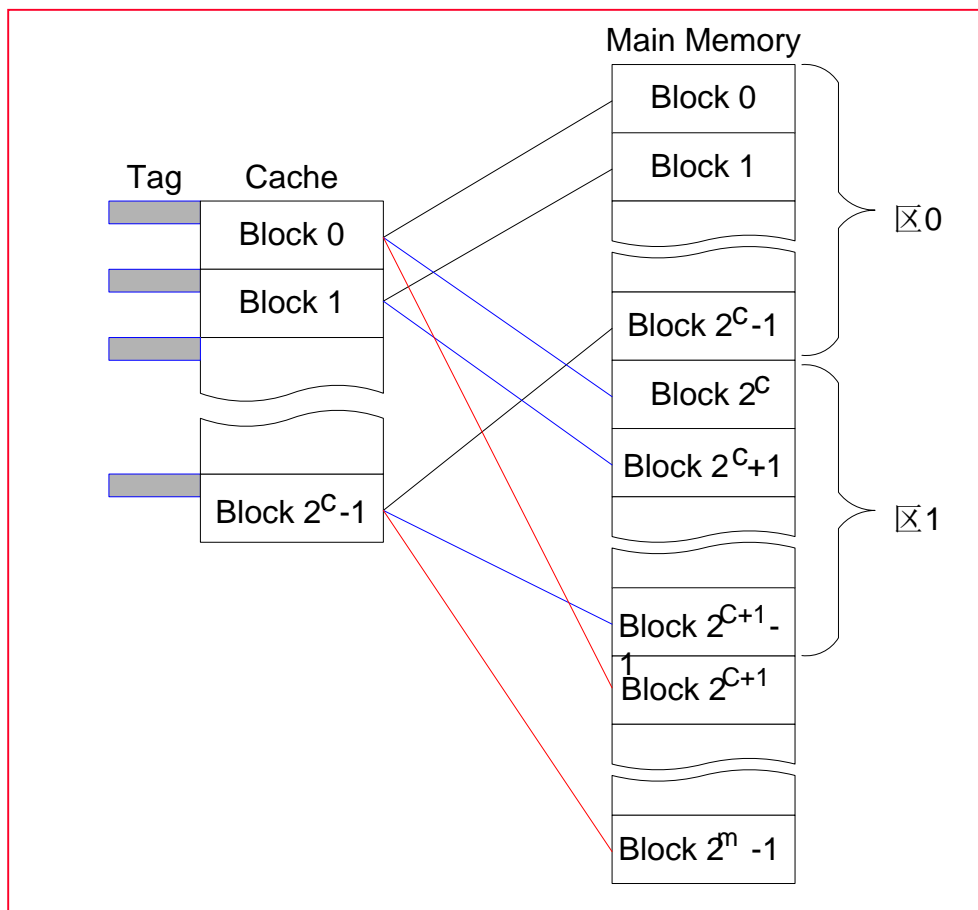 Main Memory
Block 0
Block 1
区0
Tag
Cache
Block 0
Block 1
Block 2^C-1
Block 2^C-1
Block 2^C
Block 2^C+1
区1
Block 2^C+1-
1
Block 2^C+1
Block 2^m -1